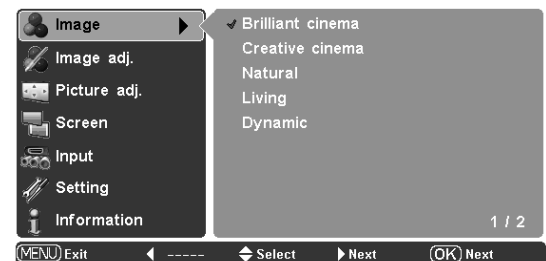 Image
Image adj.
Picture adj.
Screen
Input
Setting
Information
Brilliant cinema
Creative cinema
Natural
Living
Dynamic
1 / 2
MENU Exit ----- Select Next OK Next